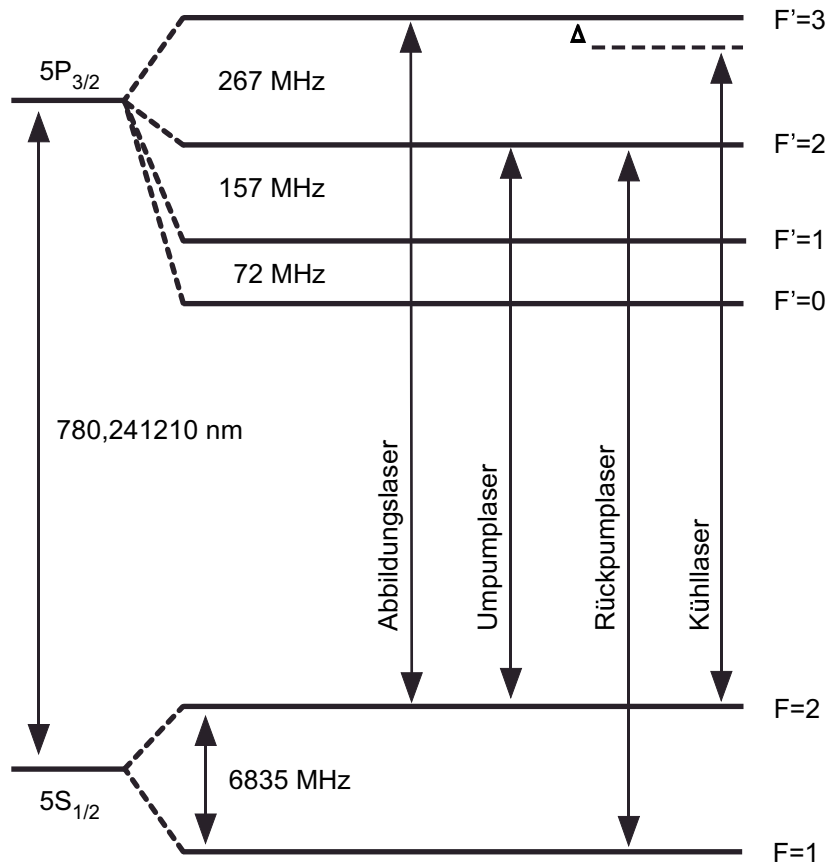 F'=3
Δ
5P3/2
267 MHz
F'=2
157 MHz
F'=1
72 MHz
F'=0
780,241210 nm
Abbildungslaser
Umpumplaser
Rückpumplaser
Kühllaser
F=2
6835 MHz
5S1/2
F=1